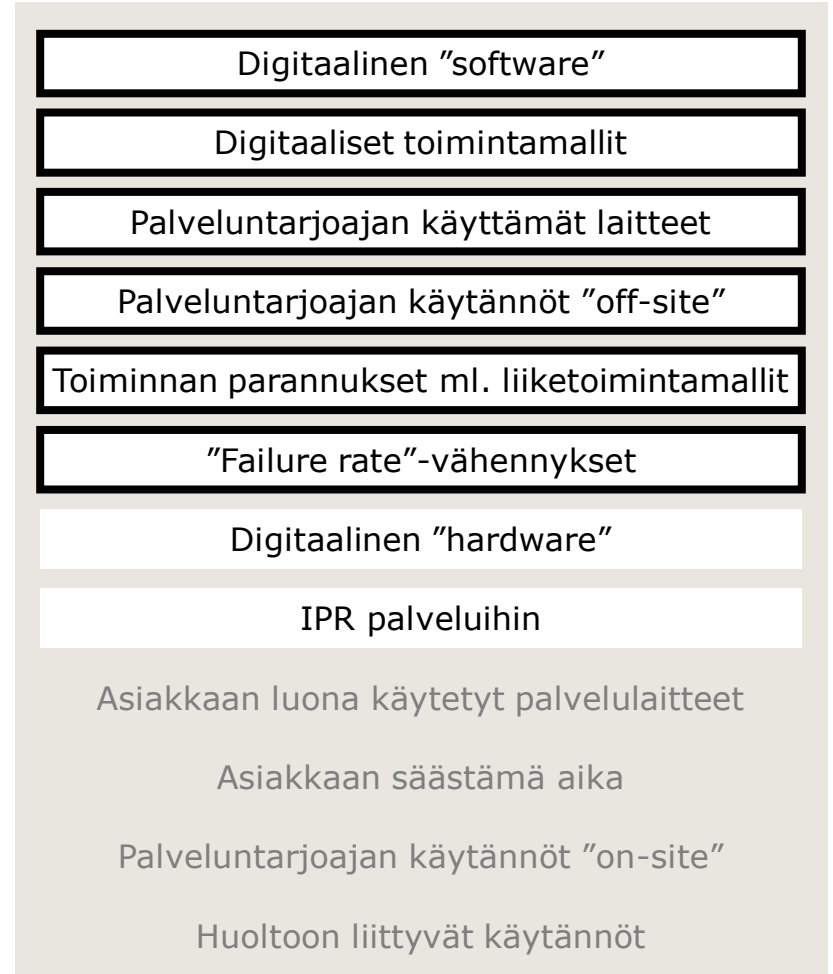 Digitaalinen ”software”
Digitaaliset toimintamallit
Palveluntarjoajan käyttämät laitteet
Palveluntarjoajan käytännöt ”off-site”
Toiminnan parannukset ml. liiketoimintamallit
”Failure rate”-vähennykset
Digitaalinen ”hardware”
IPR palveluihin
Asiakkaan luona käytetyt palvelulaitteet
Asiakkaan säästämä aika
Palveluntarjoajan käytännöt ”on-site”
Huoltoon liittyvät käytännöt